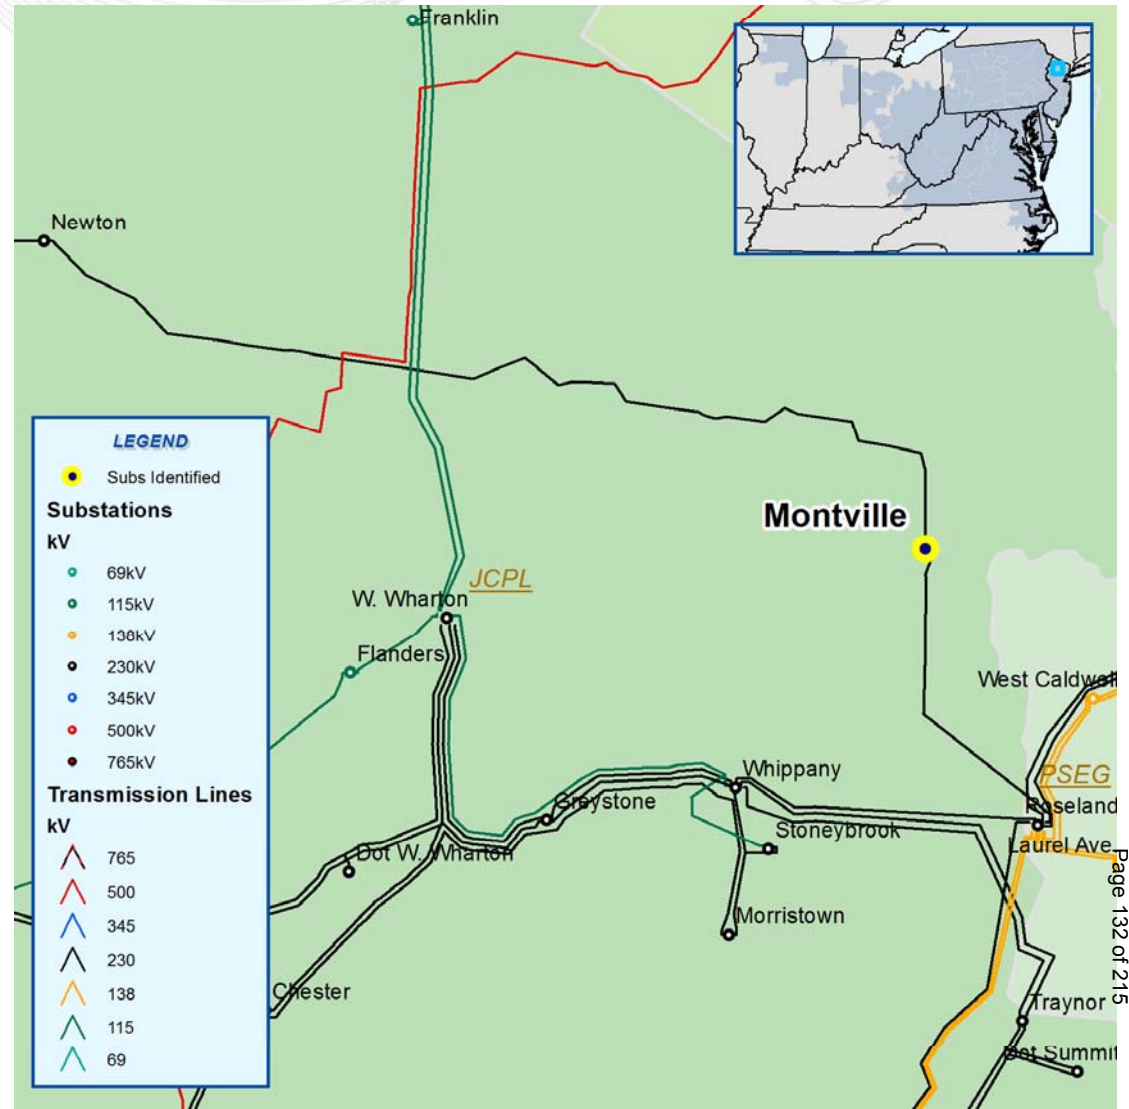 Franklin
Newton
LEGEND
Subs Identified
Substations
kV
69kV
115kV
138kV
230kV
345kV
500kV
765kV
Transmission Lines
kV
765
500
345
230
138
115
69
Montville
JCPL
W. Wharton
Flanders
West Caldwell
PSEG
Whippany
Roseland
Greystone
Stoneybrook
Laurel Ave
Dot W. Wharton
Morristown
Chester
Traynor
Dot Summit
Page 132 of 215